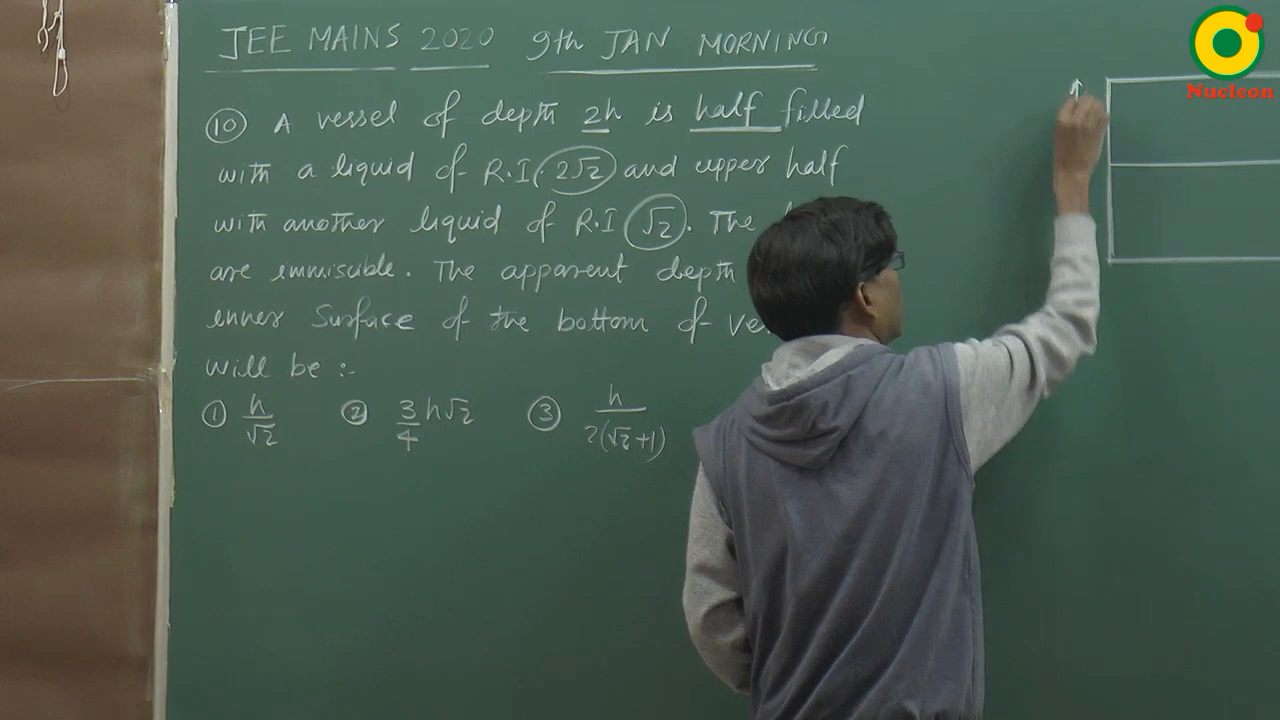 JEE MAINS 2020 9th JAN MORNING
Nucleon
⑩ A vessel of depth 2h is half filled
with a liquid of R.I. 2√2 and upper half
with another liquid of R.I √2. The
are immiscible. The apparent depth
inner surface of the bottom of
will be :-
① h/√2 ② 3/4 h√2 ③ h/2(√2+1)